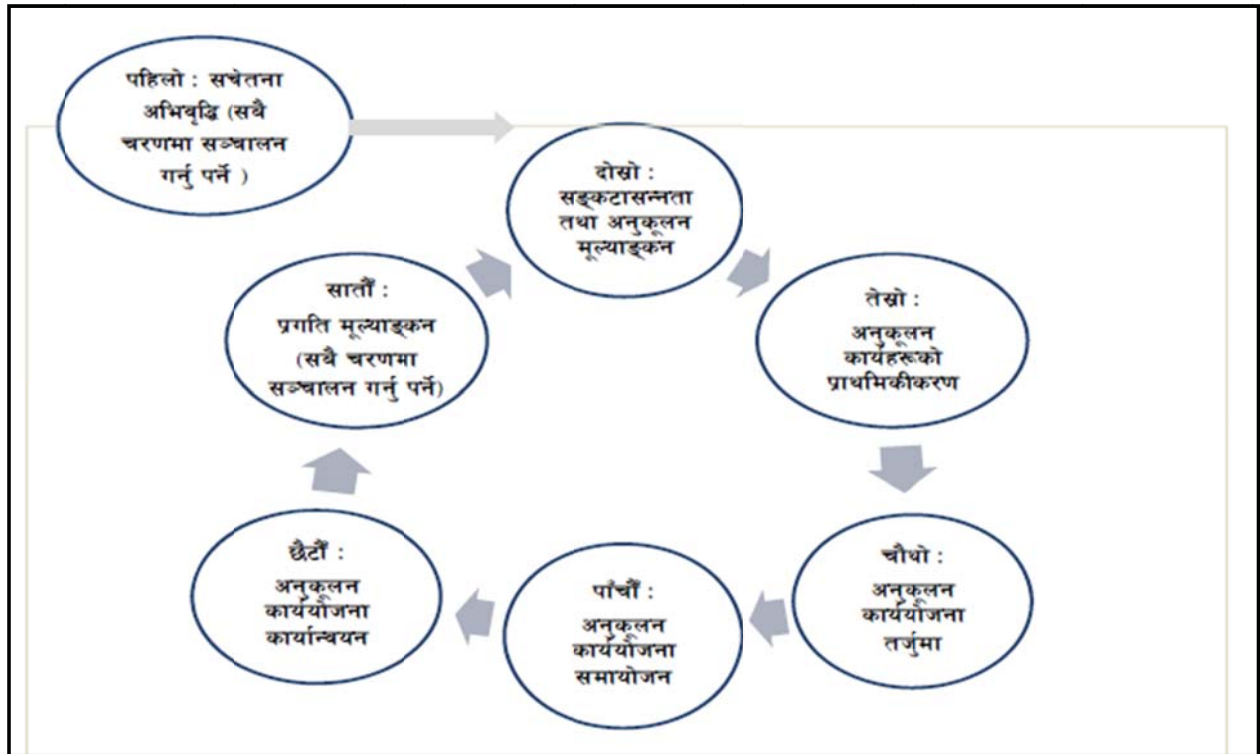 पहिलो : सचेतना
अभिवृद्धि (सबै
चरणमा सञ्चालन
गर्नु पर्ने )
दोस्रो :
सङ्कटासन्नता
तथा अनुकूलन
मूल्याङ्कन
तेस्रो :
अनुकूलन
कार्यहरूको
प्राथमिकीकरण
चौथो :
अनुकूलन
कार्ययोजना
तर्जुमा
पाँचौँ :
अनुकूलन
कार्ययोजना
समायोजन
छैटौँ :
अनुकूलन
कार्ययोजना
कार्यान्वयन
सातौँ :
प्रगति मूल्याङ्कन
(सबै चरणमा
सञ्चालन गर्नु पर्ने)